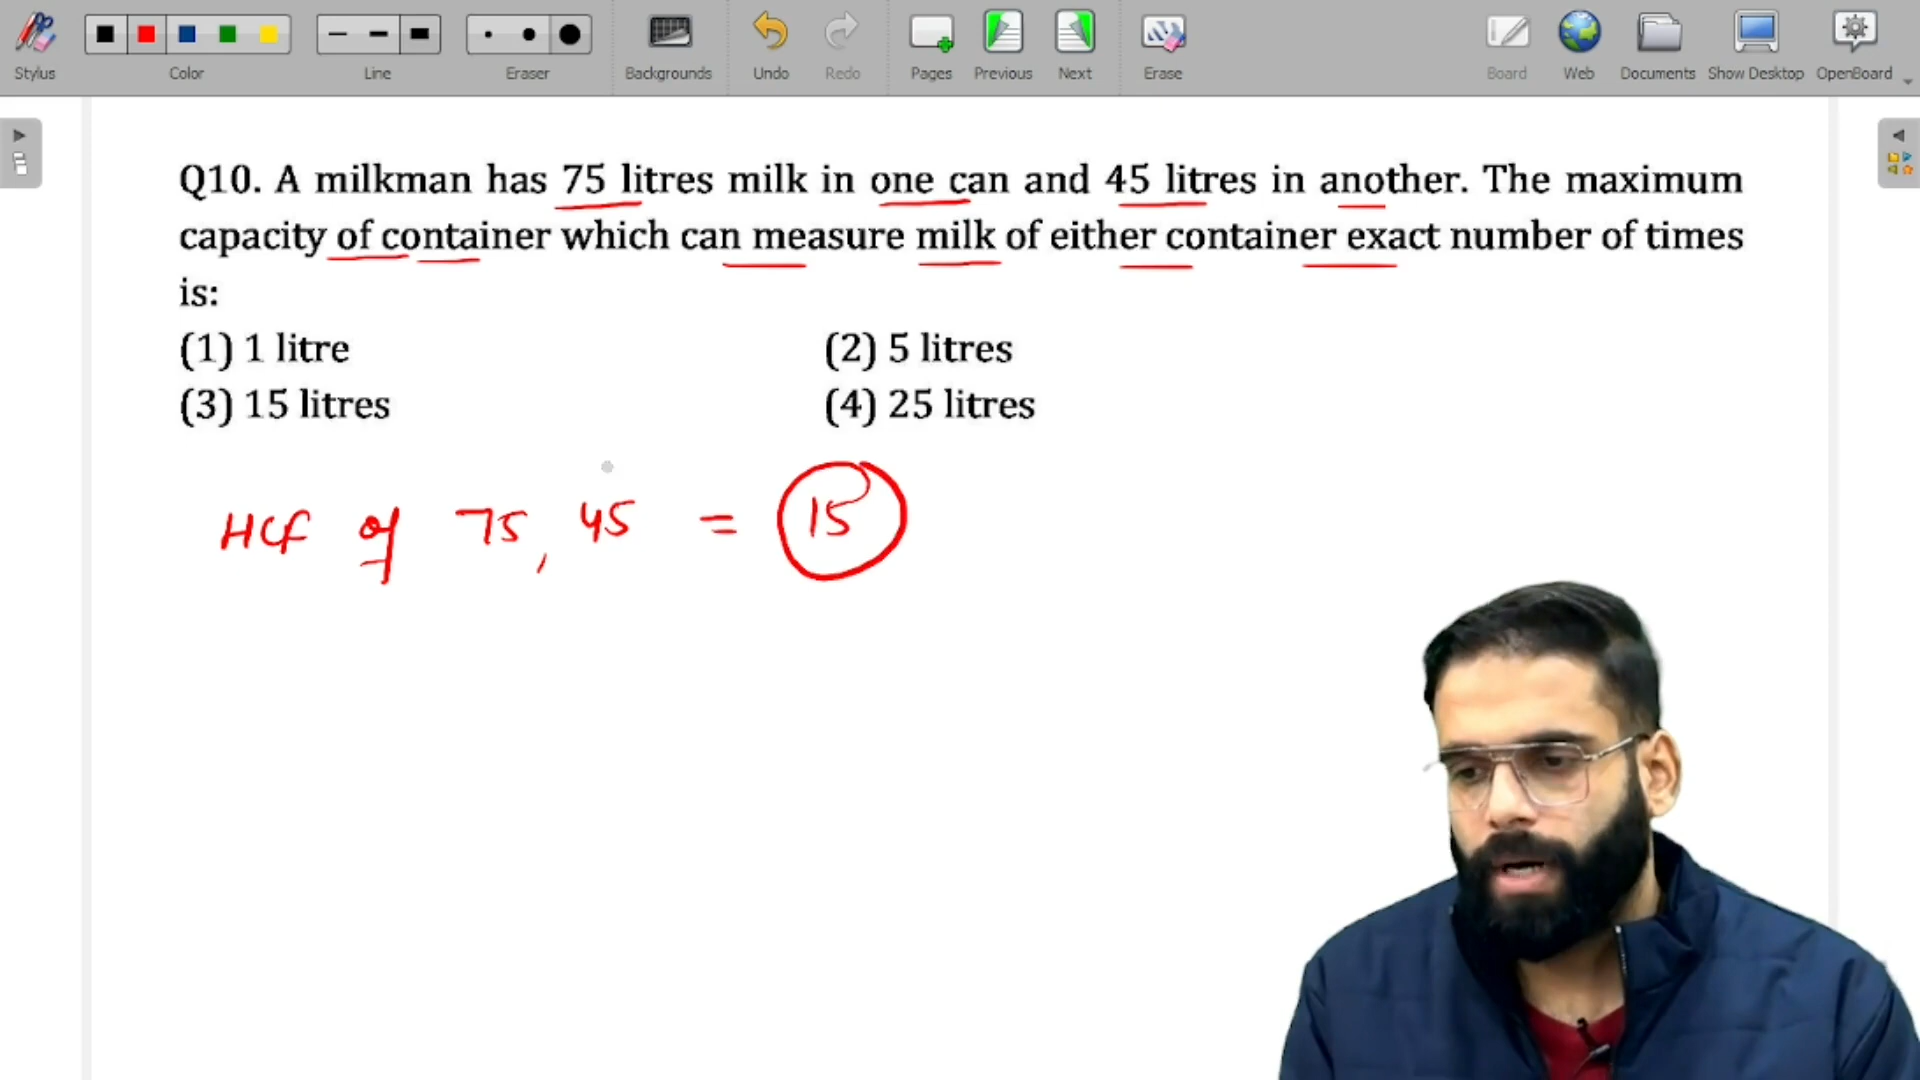 Stylus Color Line Eraser Backgrounds Undo Redo Pages Previous Next Erase Board Web Documents Show Desktop OpenBoard
Q10. A milkman has 75 litres milk in one can and 45 litres in another. The maximum
capacity of container which can measure milk of either container exact number of times
is:
(1) 1 litre (2) 5 litres
(3) 15 litres (4) 25 litres
HCF of 75, 45 = 15